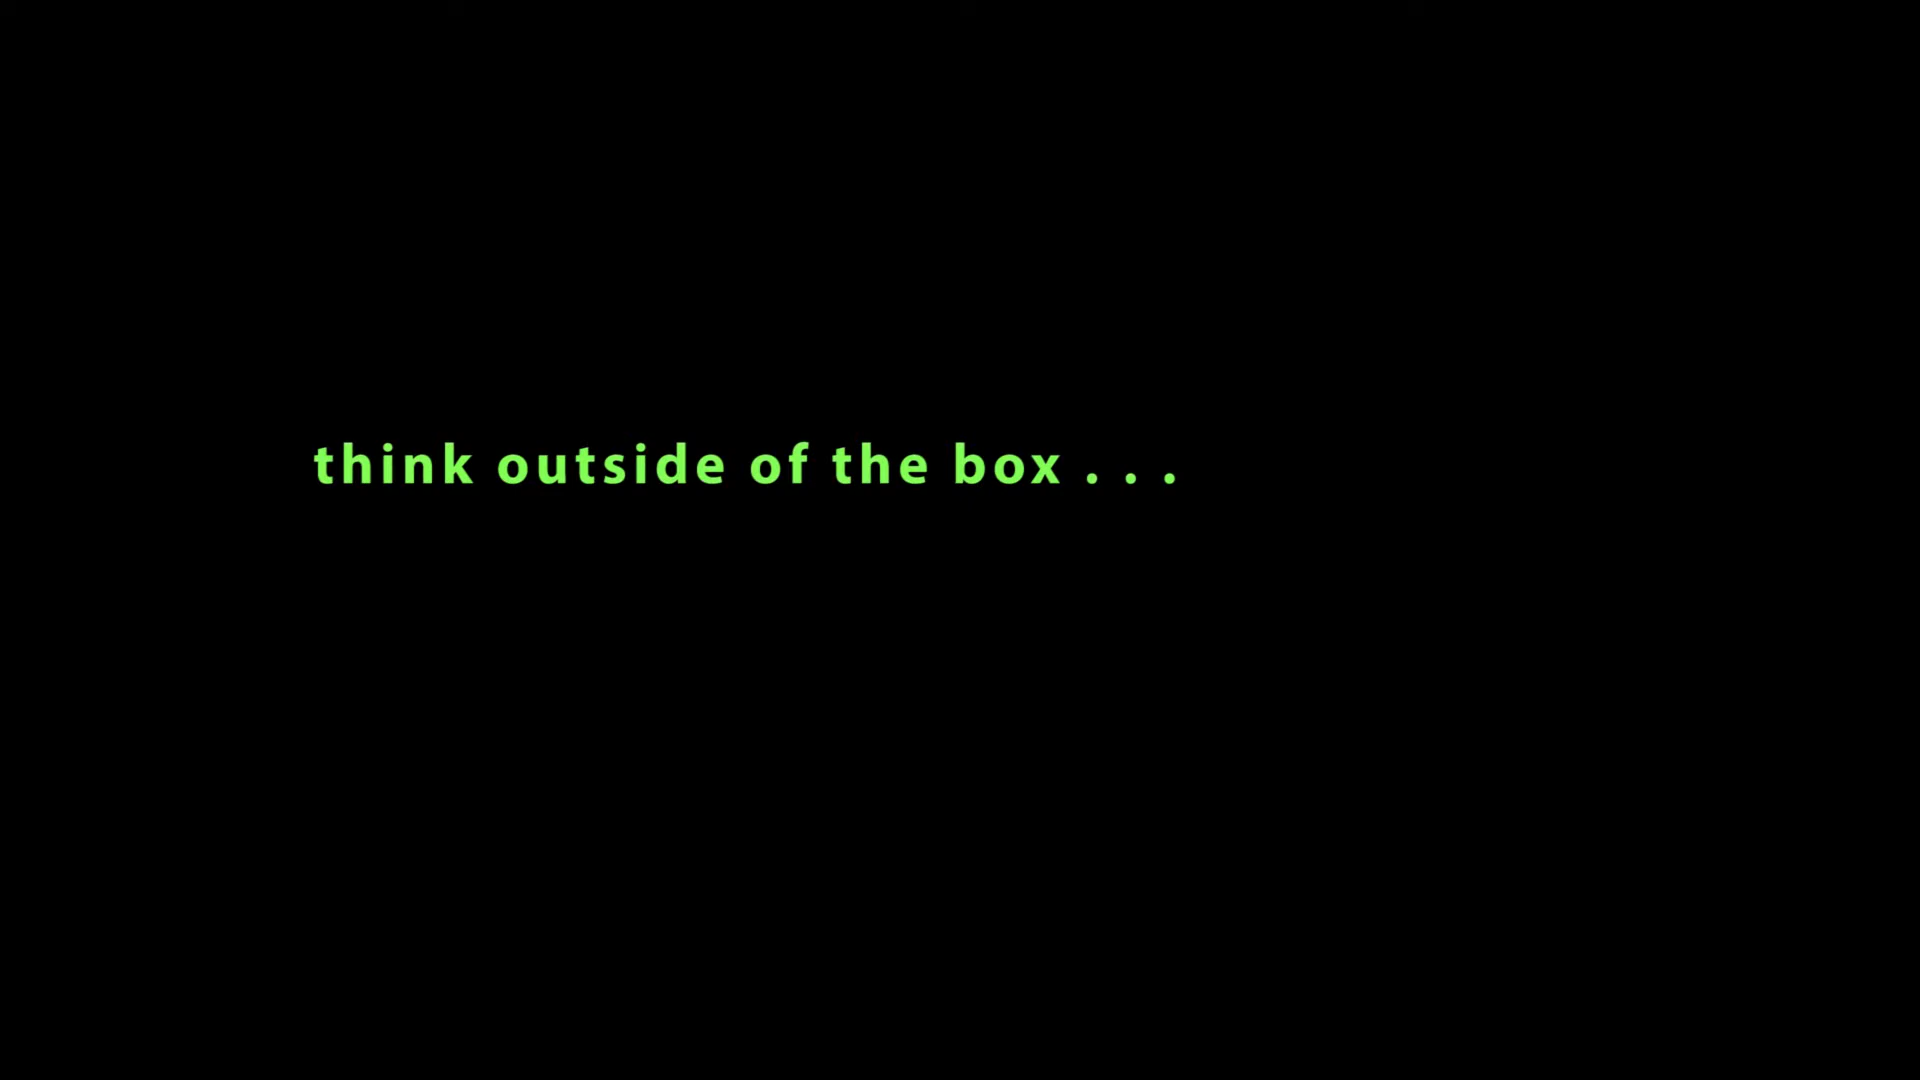 think outside of the box . . .